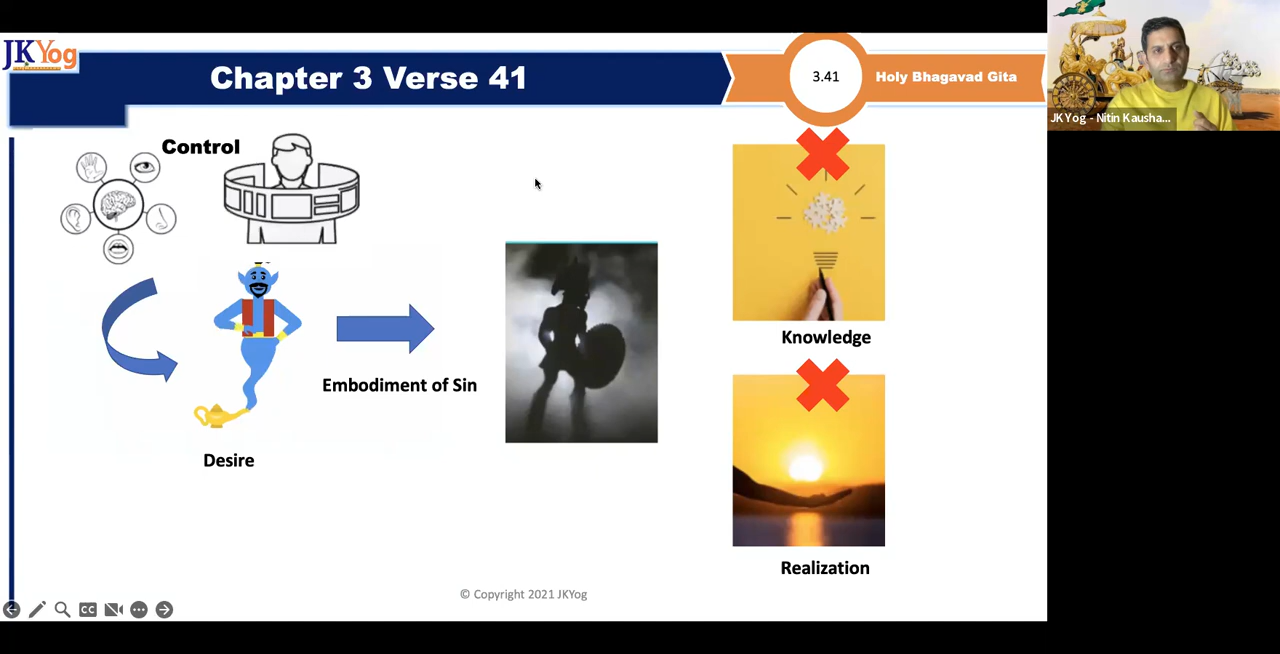 JKYog
Chapter 3 Verse 41
3.41
Holy Bhagavad Gita
JKYog - Nitin Kausha...
Control
Embodiment of Sin
Desire
Knowledge
Realization
© Copyright 2021 JKYog
CC